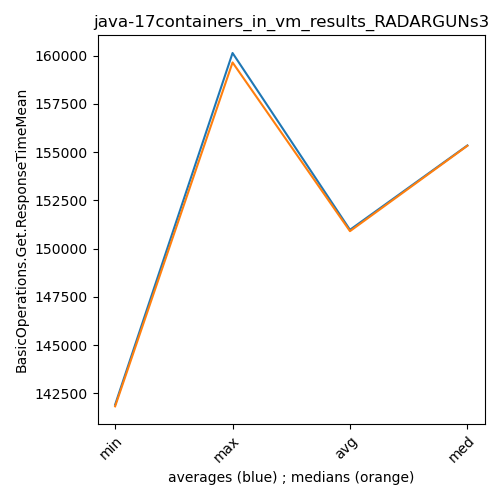 java-17containers_in_vm_results_RADARGUNs3
BasicOperations.Get.ResponseTimeMean
160000
157500
155000
152500
150000
147500
145000
142500
min
max
avg
med
averages (blue) ; medians (orange)